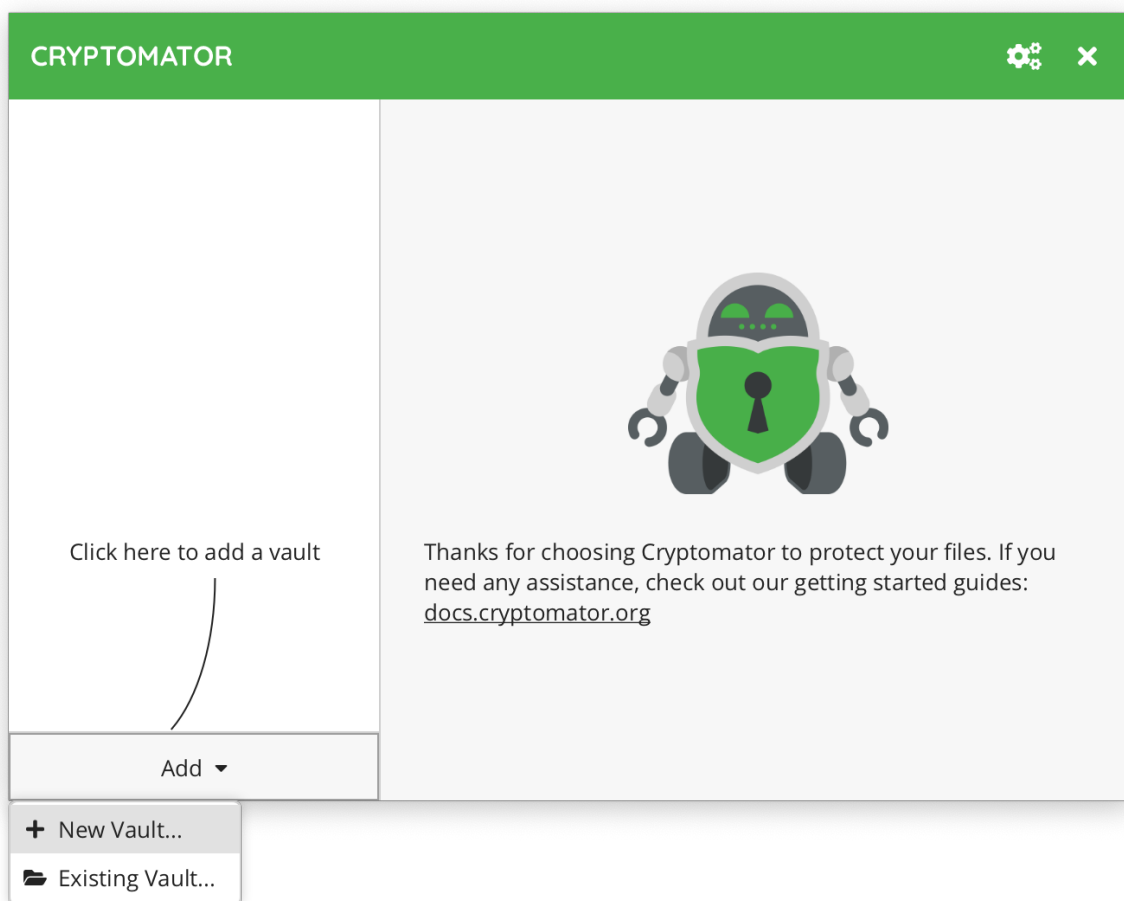 CRYPTOMATOR
Click here to add a vault
Thanks for choosing Cryptomator to protect your files. If you
need any assistance, check out our getting started guides:
docs.cryptomator.org
Add
New Vault...
Existing Vault...